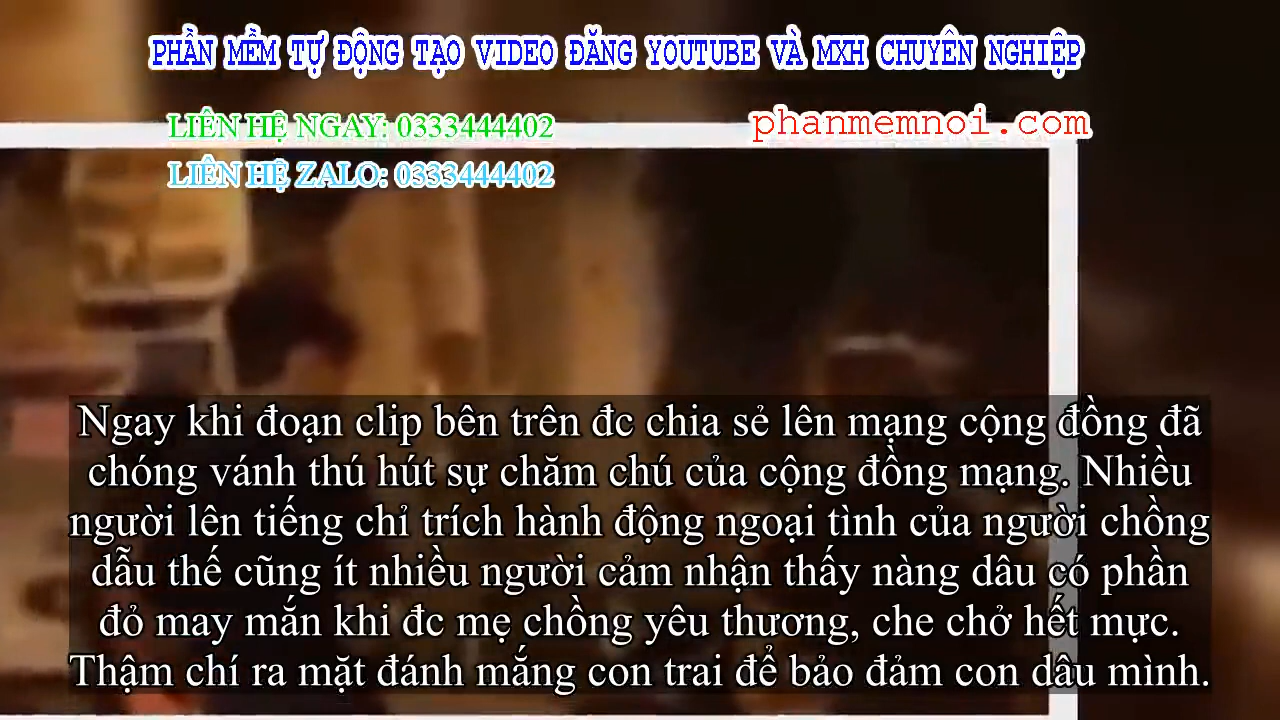 PHẦN MỀM TỰ ĐỘNG TẠO VIDEO ĐĂNG YOUTUBE VÀ MXH CHUYÊN NGHIỆP
LIÊN HỆ NGAY: 0333444402
phanmemnoi.com
LIÊN HỆ ZALO: 0333444402
Ngay khi đoạn clip bên trên đc chia sẻ lên mạng cộng đồng đã
chóng vánh thú hút sự chăm chú của cộng đồng mạng. Nhiều
người lên tiếng chỉ trích hành động ngoại tình của người chồng
dẫu thế cũng ít nhiều người cảm nhận thấy nàng dâu có phần
đỏ may mắn khi đc mẹ chồng yêu thương, che chở hết mực.
Thậm chí ra mặt đánh mắng con trai để bảo đảm con dâu mình.